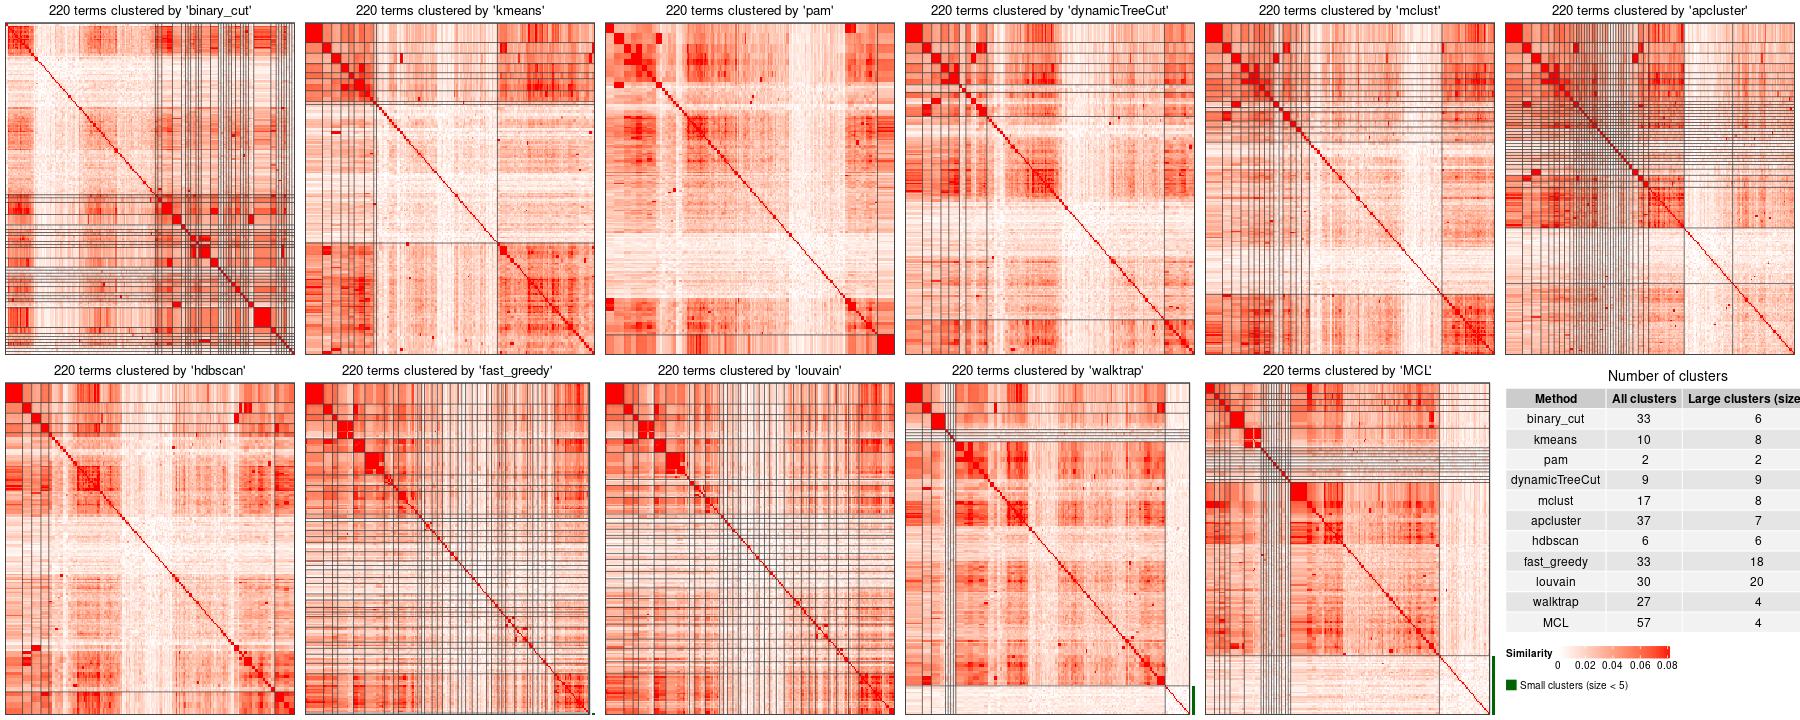 220 terms clustered by 'binary_cut'
220 terms clustered by 'kmeans'
220 terms clustered by 'pam'
220 terms clustered by 'dynamicTreeCut'
220 terms clustered by 'mclust'
220 terms clustered by 'apcluster'
220 terms clustered by 'hdbscan'
220 terms clustered by 'fast_greedy'
220 terms clustered by 'louvain'
220 terms clustered by 'walktrap'
220 terms clustered by 'MCL'
Number of clusters
Method All clusters Large clusters (size
binary_cut 33 6
kmeans 10 8
pam 2 2
dynamicTreeCut 9 9
mclust 17 8
apcluster 37 7
hdbscan 6 6
fast_greedy 33 18
louvain 30 20
walktrap 27 4
MCL 57 4
Similarity
0 0.02 0.04 0.06 0.08
Small clusters (size < 5)